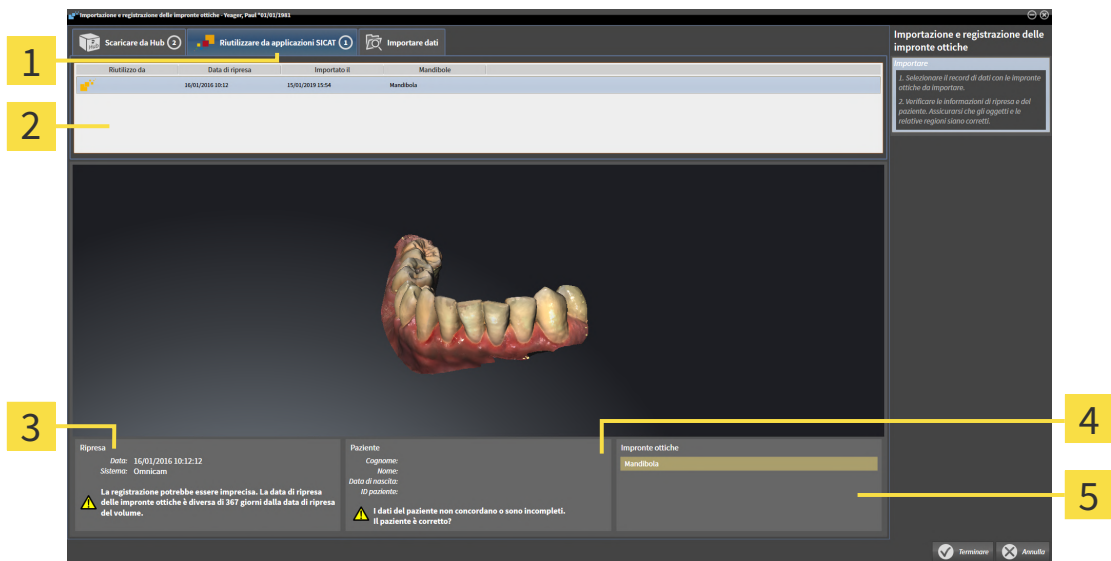 Importazione e registrazione delle impronte ottiche - Yeager, Paul *01/01/1981
Scaricare da Hub 2
Riutilizzare da applicazioni SICAT 1
Importare dati
Importazione e registrazione delle
impronte ottiche
Importare
1. Selezionare il record di dati con le impronte
ottiche da importare.
2. Verificare le informazioni di ripresa e del
paziente. Assicurarsi che gli oggetti e le
relative regioni siano corretti.
1
Riutilizzo da Data di ripresa Importato il Mandibole
16/01/2016 10:12 15/01/2019 15:54 Mandibola
2
3
4
Ripresa
Data: 16/01/2016 10:12:12
Sistema: Omnicam
La registrazione potrebbe essere imprecisa. La data di ripresa
delle impronte ottiche è diversa di 367 giorni dalla data di ripresa
del volume.
Paziente
Cognome:
Nome:
Data di nascita:
ID paziente:
I dati del paziente non concordano o sono incompleti.
Il paziente è corretto?
Impronte ottiche
Mandibola
5
Terminare
Annulla